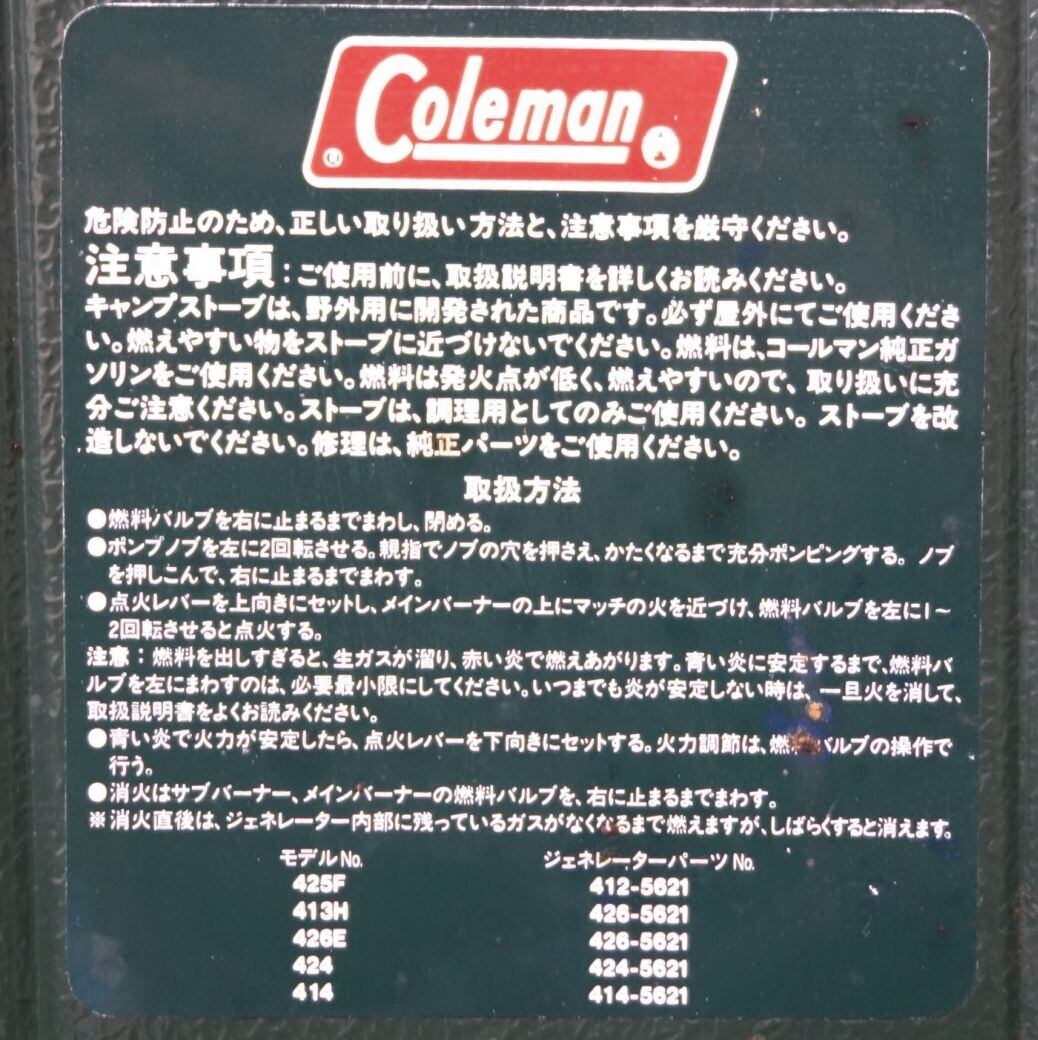 Coleman
®
危険防止のため、正しい取り扱い方法と、注意事項を厳守ください。
注意事項：ご使用前に、取扱説明書を詳しくお読みください。
キャンプストーブは、野外用に開発された商品です。必ず屋外にてご使用くださ
い。燃えやすい物をストーブに近づけないでください。燃料は、コールマン純正ガ
ソリンをご使用ください。燃料は発火点が低く、燃えやすいので、取り扱いに充
分ご注意ください。ストーブは、調理用としてのみご使用ください。ストーブを改
造しないでください。修理は、純正パーツをご使用ください。
取扱方法
●燃料バルブを右に止まるまでまわし、閉める。
●ポンプノブを左に2回転させる。親指でノブの穴を押さえ、かたくなるまで充分ポンピングする。ノブ
を押しこんで、右に止まるまでまわす。
●点火レバーを上向きにセットし、メインバーナーの上にマッチの火を近づけ、燃料バルブを左に1〜
2回転させると点火する。
注意：燃料を出しすぎると、生ガスが溜り、赤い炎で燃えあがります。青い炎に安定するまで、燃料バ
ルブを左にまわすのは、必要最小限にしてください。いつまでも炎が安定しない時は、一旦火を消して、
取扱説明書をよくお読みください。
●青い炎で火力が安定したら、点火レバーを下向きにセットする。火力調節は、燃料バルブの操作で
行う。
●消火はサブバーナー、メインバーナーの燃料バルブを、右に止まるまでまわす。
※消火直後は、ジェネレーター内部に残っているガスがなくなるまで燃えますが、しばらくすると消えます。
モデルNo. ジェネレーターパーツNo.
425F 412-5621
413H 426-5621
426E 426-5621
424 424-5621
414 414-5621